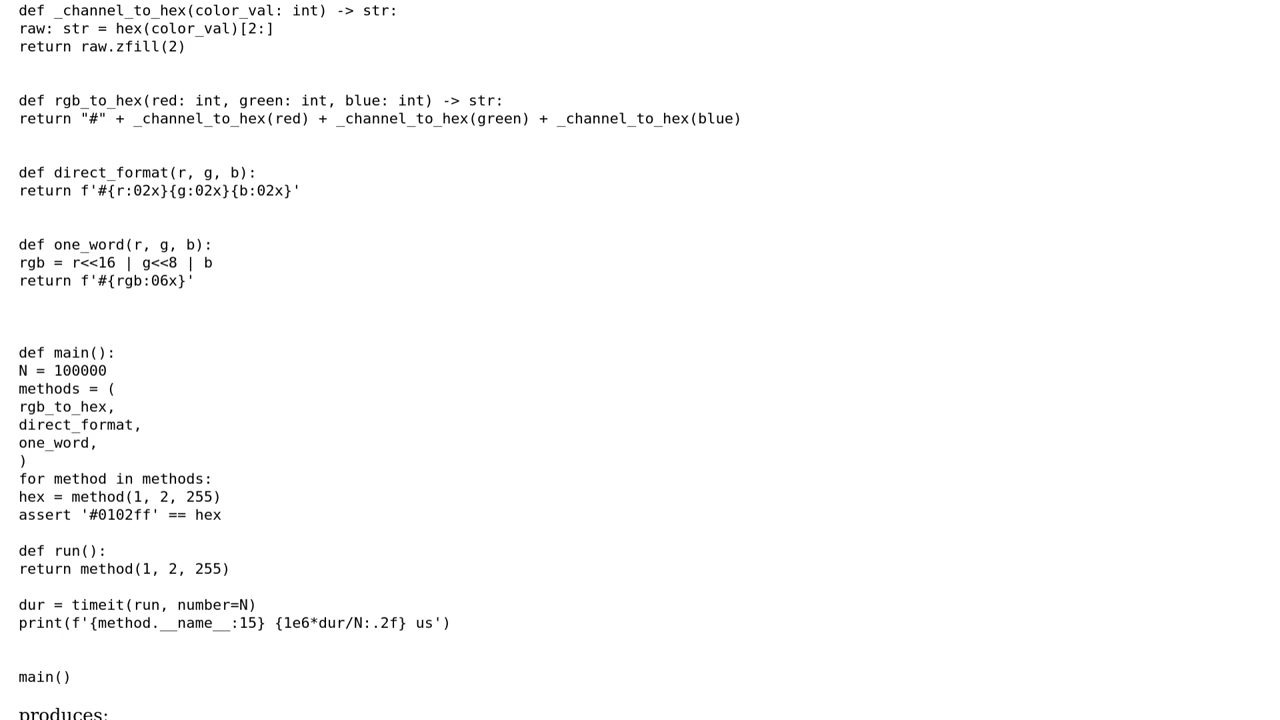 def _channel_to_hex(color_val: int) -> str:
raw: str = hex(color_val)[2:]
return raw.zfill(2)
def rgb_to_hex(red: int, green: int, blue: int) -> str:
return "#" + _channel_to_hex(red) + _channel_to_hex(green) + _channel_to_hex(blue)
def direct_format(r, g, b):
return f'#{r:02x}{g:02x}{b:02x}'
def one_word(r, g, b):
rgb = r<<16 | g<<8 | b
return f'#{rgb:06x}'
def main():
N = 100000
methods = (
rgb_to_hex,
direct_format,
one_word,
)
for method in methods:
hex = method(1, 2, 255)
assert '#0102ff' == hex
def run():
return method(1, 2, 255)
dur = timeit(run, number=N)
print(f'{method.__name__:15} {1e6*dur/N:.2f} us')
main()
produces: